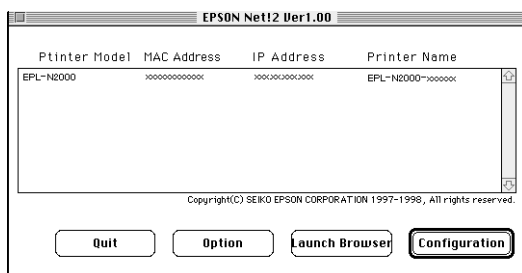 EPSON Net!2 Ver1.00
Ptinter Model MAC Address IP Address Printer Name
EPL-N2000 xxxxxxxxxxxx xxx.xxx.xxx.xxx EPL-N2000-xxxxxx
Copyright(C) SEIKO EPSON CORPORATION 1997-1998, All rights reserved.
Quit Option Launch Browser Configuration